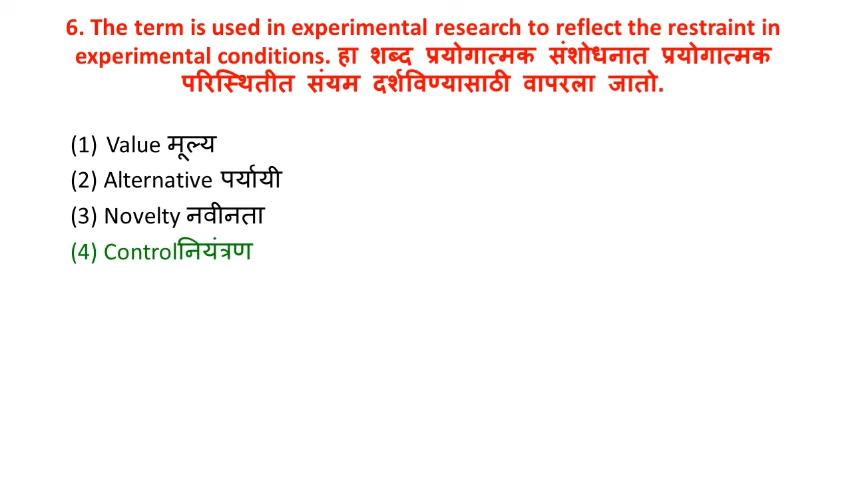 6. The term is used in experimental research to reflect the restraint in
experimental conditions. हा शब्द प्रयोगात्मक संशोधनात प्रयोगात्मक
परिस्थितीत संयम दर्शविण्यासाठी वापरला जातो.
(1) Value मूल्य
(2) Alternative पर्यायी
(3) Novelty नवीनता
(4) Controlनियंत्रण